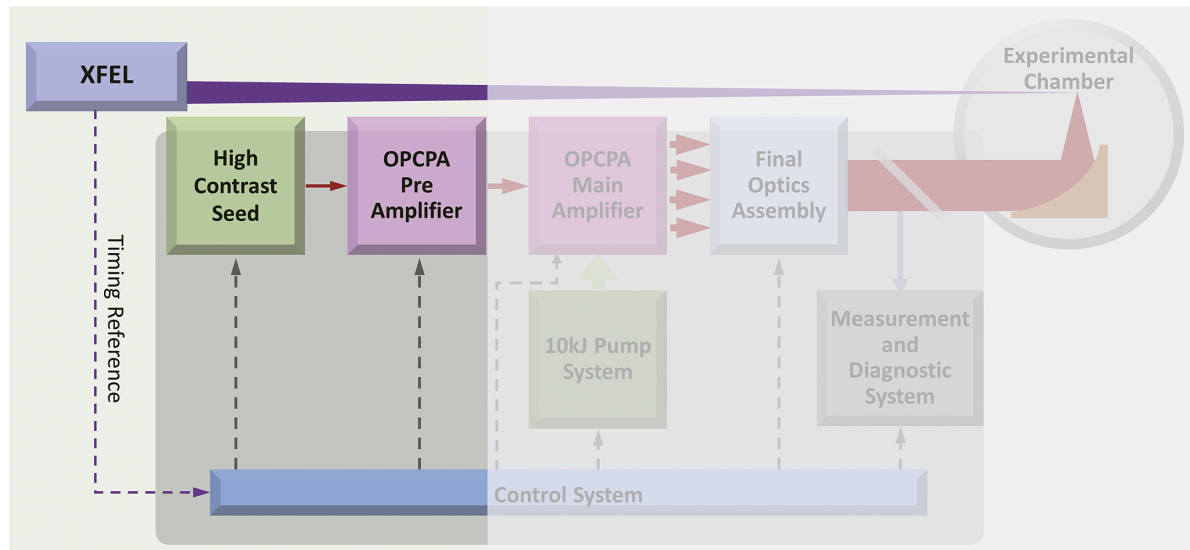 XFEL
Experimental
Chamber
High
Contrast
Seed
OPCPA
Pre
Amplifier
OPCPA
Main
Amplifier
Final
Optics
Assembly
Timing Reference
10kJ Pump
System
Measurement
and
Diagnostic
System
Control System